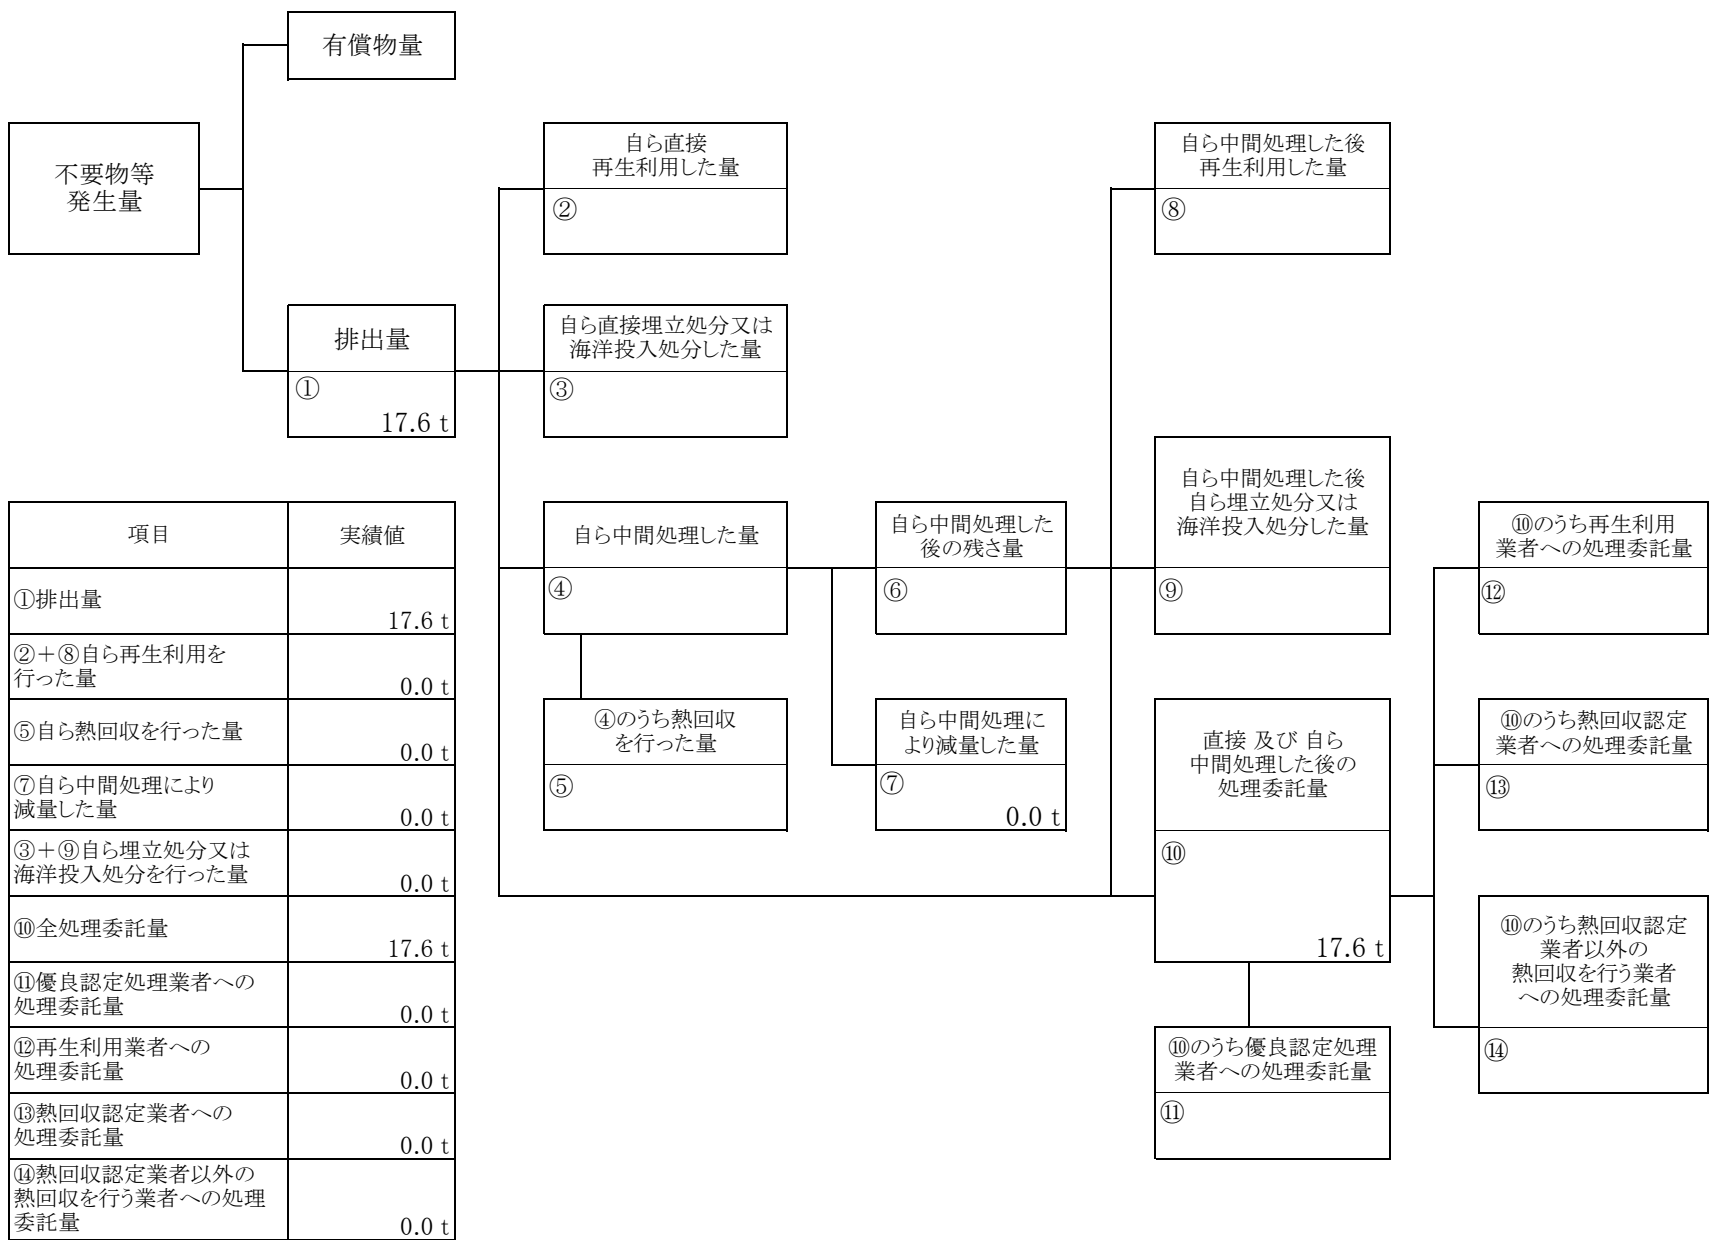 有償物量
不要物等
発生量
自ら直接
再生利用した量
②
自ら中間処理した後
再生利用した量
⑧
排出量
①
17.6 t
自ら直接埋立処分又は
海洋投入処分した量
③
自ら中間処理した量
④
自ら中間処理した
後の残さ量
⑥
自ら中間処理した後
自ら埋立処分又は
海洋投入処分した量
⑨
⑩のうち再生利用
業者への処理委託量
⑫
④のうち熱回収
を行った量
⑤
自ら中間処理に
より減量した量
⑦
0.0 t
直接 及び 自ら
中間処理した後の
処理委託量
⑩
17.6 t
⑩のうち熱回収認定
業者への処理委託量
⑬
⑩のうち熱回収認定
業者以外の
熱回収を行う業者
への処理委託量
⑭
⑩のうち優良認定処理
業者への処理委託量
⑪
項目 実績値
①排出量
17.6 t
②+⑧自ら再生利用を
行った量
0.0 t
⑤自ら熱回収を行った量
0.0 t
⑦自ら中間処理により
減量した量
0.0 t
③+⑨自ら埋立処分又は
海洋投入処分を行った量
0.0 t
⑩全処理委託量
17.6 t
⑪優良認定処理業者への
処理委託量
0.0 t
⑫再生利用業者への
処理委託量
0.0 t
⑬熱回収認定業者への
処理委託量
0.0 t
⑭熱回収認定業者以外の
熱回収を行う業者への処理
委託量
0.0 t